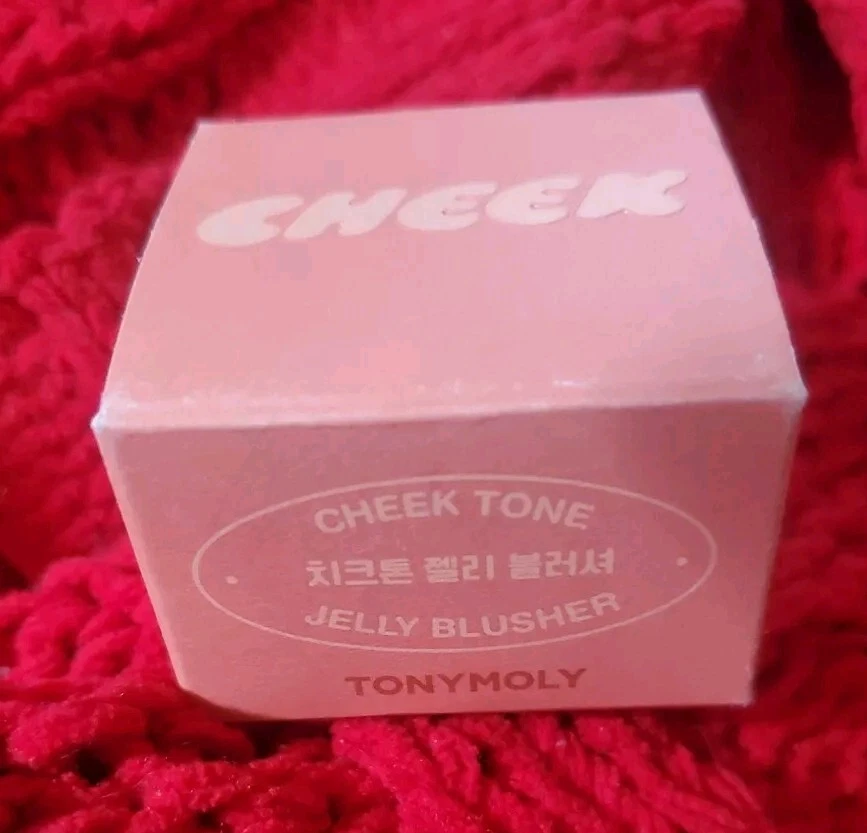 CHEEK
CHEEK TONE
치크톤 젤리 블러셔
JELLY BLUSHER
TONYMOLY